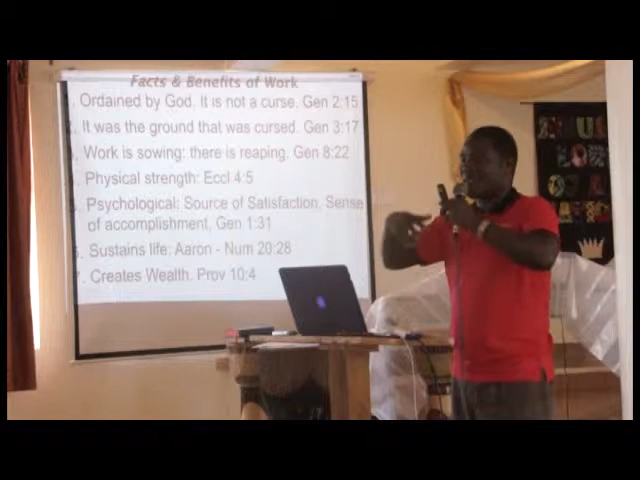 Facts & Benefits of Work
Ordained by God. It is not a curse. Gen 2:15
It was the ground that was cursed. Gen 3:17
Work is sowing: there is reaping. Gen 8:22
Physical strength: Eccl 4:5
Psychological: Source of Satisfaction. Sense
of accomplishment, Gen 1:31
Sustains life; Aaron - Num 20:28
7. Creates Wealth. Prov 10:4